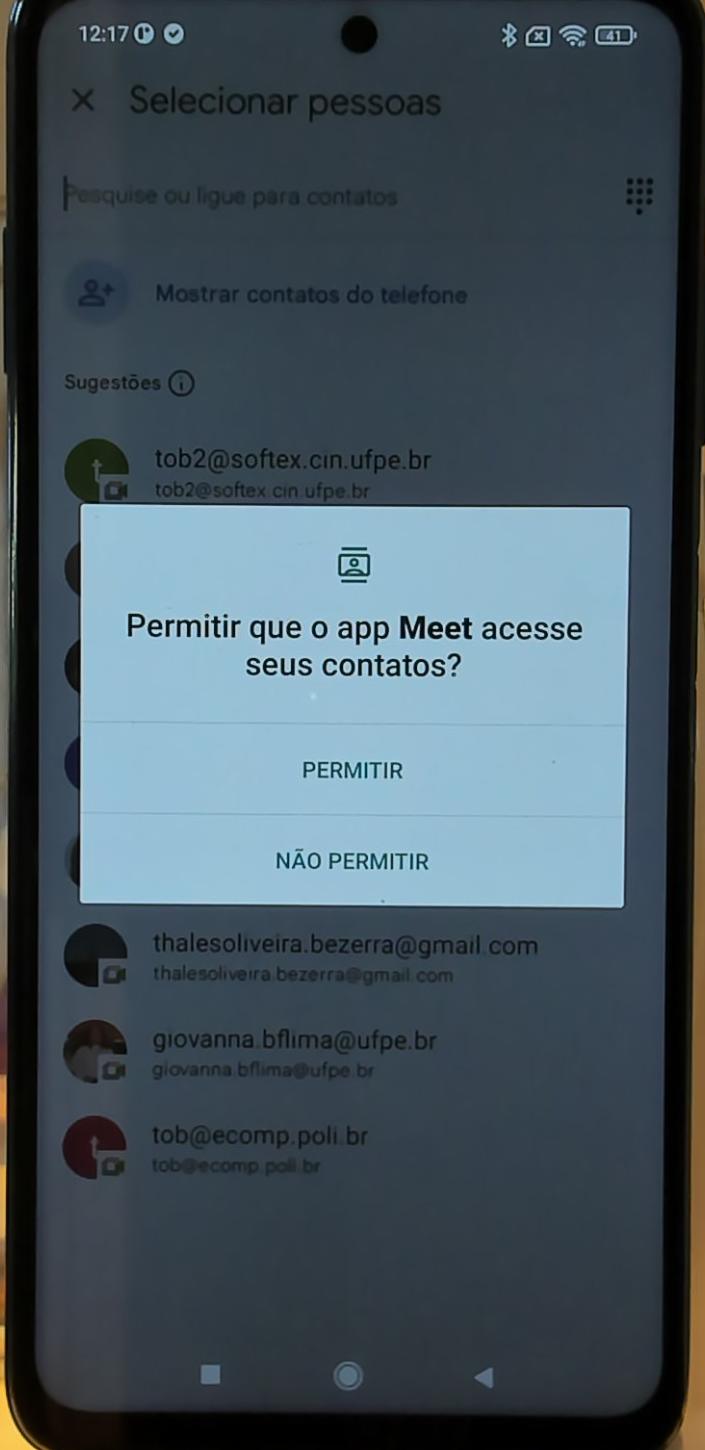 12:17
41
Selecionar pessoas
Pesquise ou ligue para contatos
Mostrar contatos do telefone
Sugestões
t
tob2@softex.cin.ufpe.br
tob2@softex.cin.ufpe.br
Permitir que o app Meet acesse
seus contatos?
PERMITIR
NÃO PERMITIR
thalesoliveira.bezerra@gmail.com
thalesoliveira.bezerra@gmail.com
giovanna.bflima@ufpe.br
giovanna.bflima@ufpe.br
t
tob@ecomp.poli.br
tob@ecomp.poli.br